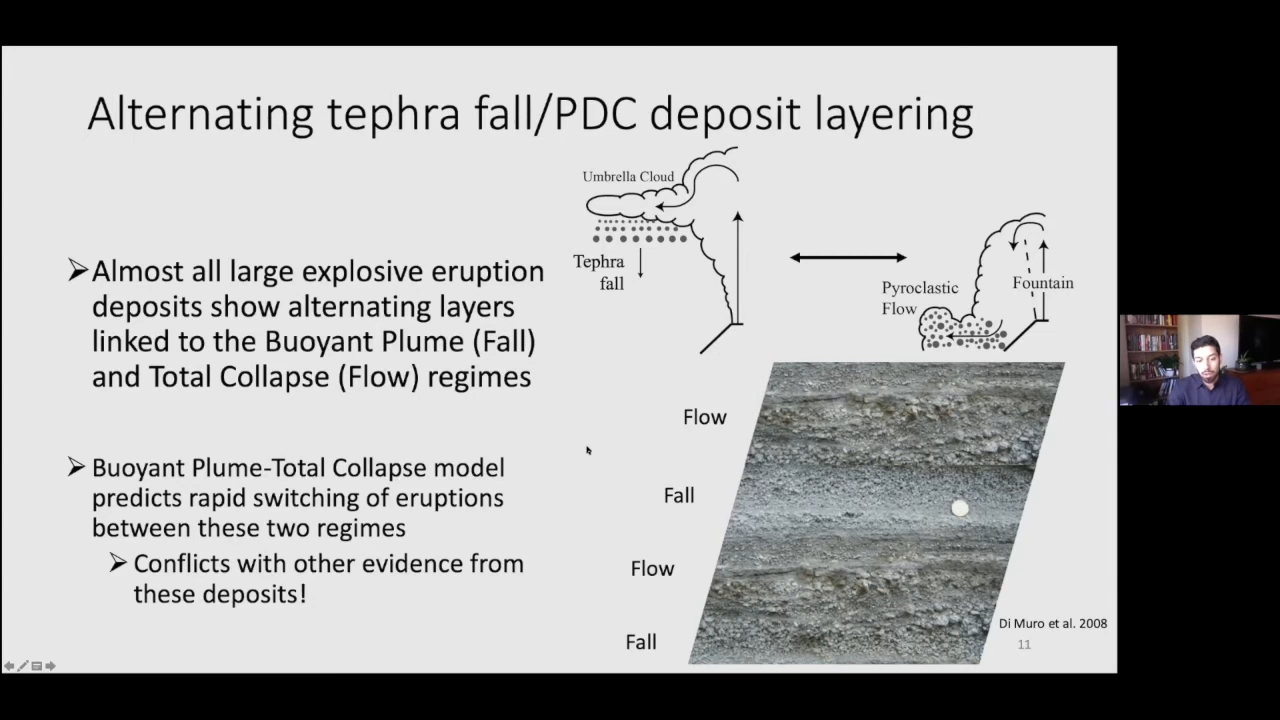 Alternating tephra fall/PDC deposit layering
Umbrella Cloud
Tephra
fall
Pyroclastic
Flow
Fountain
➢Almost all large explosive eruption
deposits show alternating layers
linked to the Buoyant Plume (Fall)
and Total Collapse (Flow) regimes
➢Buoyant Plume-Total Collapse model
predicts rapid switching of eruptions
between these two regimes
➢Conflicts with other evidence from
these deposits!
Flow
Fall
Flow
Fall
Di Muro et al. 2008
11